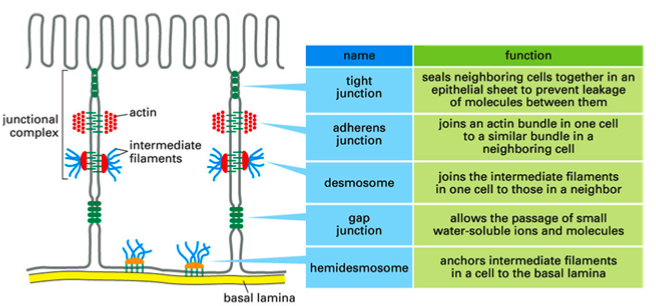 name
function
tight
junction
seals neighboring cells together in an
epithelial sheet to prevent leakage
of molecules between them
junctional
complex
actin
adherens
junction
joins an actin bundle in one cell
to a similar bundle in a
neighboring cell
intermediate
filaments
desmosome
joins the intermediate filaments
in one cell to those in a neighbor
gap
junction
allows the passage of small
water-soluble ions and molecules
hemidesmosome
anchors intermediate filaments
in a cell to the basal lamina
basal lamina